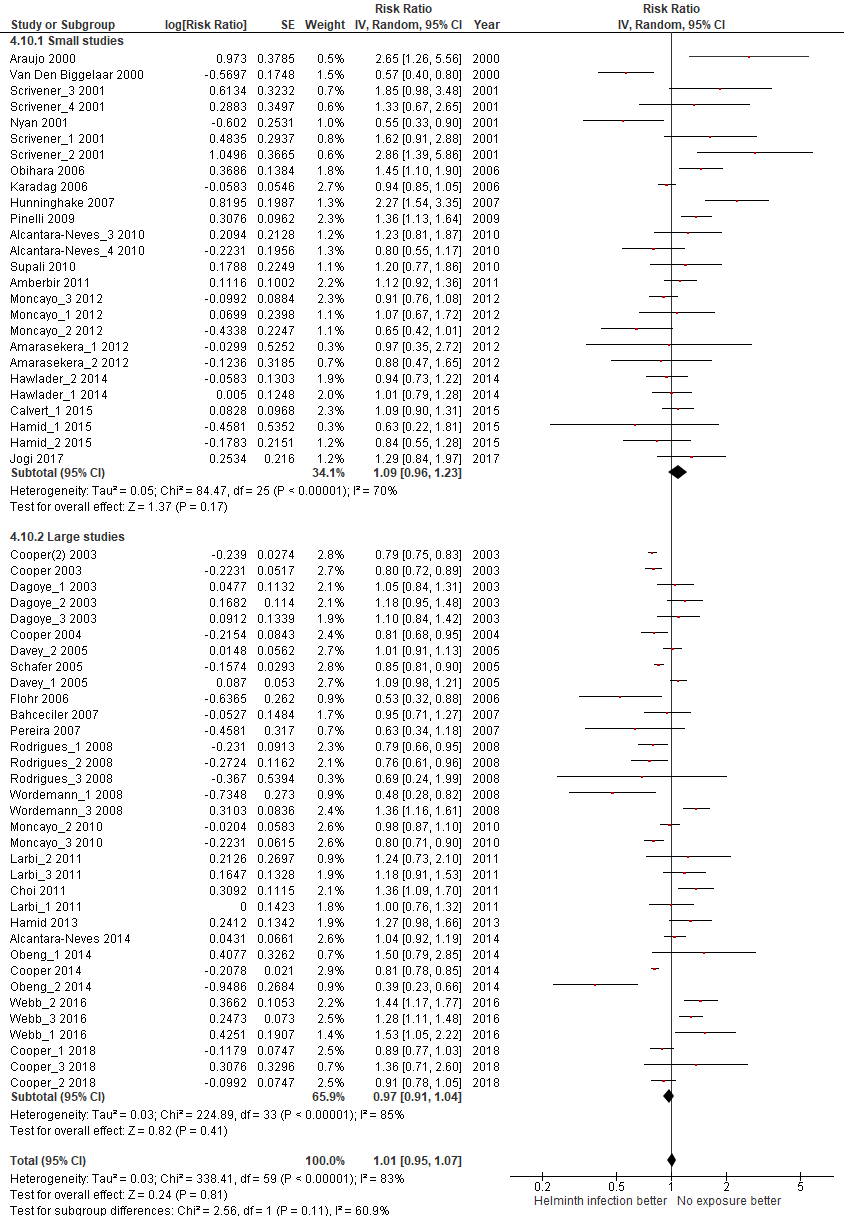 Risk Ratio Risk Ratio
Study or Subgroup log[Risk Ratio] SE Weight IV, Random, 95% CI Year IV, Random, 95% CI
4.10.1 Small studies
Araujo 2000 0.973 0.3785 0.5% 2.65 [1.26, 5.56] 2000
Van Den Biggelaar 2000 -0.5697 0.1748 1.5% 0.57 [0.40, 0.80] 2000
Scrivener_3 2001 0.6134 0.3232 0.7% 1.85 [0.98, 3.48] 2001
Scrivener_4 2001 0.2883 0.3497 0.6% 1.33 [0.67, 2.65] 2001
Nyan 2001 -0.602 0.2531 1.0% 0.55 [0.33, 0.90] 2001
Scrivener_1 2001 0.4835 0.2937 0.8% 1.62 [0.91, 2.88] 2001
Scrivener_2 2001 1.0496 0.3665 0.6% 2.86 [1.39, 5.86] 2001
Obihara 2006 0.3686 0.1384 1.8% 1.45 [1.10, 1.90] 2006
Karadag 2006 -0.0583 0.0546 2.7% 0.94 [0.85, 1.05] 2006
Hunninghake 2007 0.8195 0.1987 1.3% 2.27 [1.54, 3.35] 2007
Pinelli 2009 0.3076 0.0962 2.3% 1.36 [1.13, 1.64] 2009
Alcantara-Neves_3 2010 0.2094 0.2128 1.2% 1.23 [0.81, 1.87] 2010
Alcantara-Neves_4 2010 -0.2231 0.1956 1.3% 0.80 [0.55, 1.17] 2010
Supali 2010 0.1788 0.2249 1.1% 1.20 [0.77, 1.86] 2010
Amberbir 2011 0.1116 0.1002 2.2% 1.12 [0.92, 1.36] 2011
Moncayo_3 2012 -0.0992 0.0884 2.4% 0.91 [0.76, 1.08] 2012
Moncayo_1 2012 0.0699 0.2398 1.0% 1.07 [0.67, 1.72] 2012
Moncayo_2 2012 -0.4338 0.2247 1.1% 0.65 [0.42, 1.01] 2012
Amarasekera_1 2012 -0.0299 0.5252 0.3% 0.97 [0.35, 2.72] 2012
Amarasekera_2 2012 -0.1236 0.3185 0.7% 0.88 [0.47, 1.65] 2012
Hawlader_2 2014 -0.0583 0.1303 1.9% 0.94 [0.73, 1.22] 2014
Hawlader_1 2014 0.005 0.1248 2.0% 1.01 [0.79, 1.28] 2014
Calvert_1 2015 0.0828 0.0968 2.3% 1.09 [0.90, 1.31] 2015
Hamid_1 2015 -0.4581 0.5352 0.3% 0.63 [0.22, 1.81] 2015
Hamid_2 2015 -0.1783 0.2151 1.2% 0.84 [0.55, 1.28] 2015
Jogi 2017 0.2534 0.216 1.2% 1.29 [0.84, 1.97] 2017
Subtotal (95% CI) 34.1% 1.09 [0.96, 1.23]
Heterogeneity: Tau² = 0.05; Chi² = 84.47, df = 25 (P < 0.00001); I² = 70%
Test for overall effect: Z = 1.37 (P = 0.17)
4.10.2 Large studies
Cooper(2) 2003 -0.239 0.0274 2.8% 0.79 [0.75, 0.83] 2003
Cooper 2003 -0.2231 0.0517 2.7% 0.80 [0.72, 0.89] 2003
Dagoye_1 2003 0.0477 0.1132 2.1% 1.05 [0.84, 1.31] 2003
Dagoye_2 2003 0.1682 0.114 2.1% 1.18 [0.95, 1.48] 2003
Dagoye_3 2003 0.0912 0.1339 1.9% 1.10 [0.84, 1.42] 2003
Cooper 2004 -0.2154 0.0843 2.4% 0.81 [0.68, 0.95] 2004
Davey_2 2005 0.0148 0.0562 2.7% 1.01 [0.91, 1.13] 2005
Schafer 2005 -0.1574 0.0293 2.8% 0.85 [0.81, 0.90] 2005
Davey_1 2005 0.087 0.053 2.7% 1.09 [0.98, 1.21] 2005
Flohr 2006 -0.6365 0.262 0.9% 0.53 [0.32, 0.88] 2006
Bahceciler 2007 -0.0527 0.1484 1.7% 0.95 [0.71, 1.27] 2007
Pereira 2007 -0.4581 0.317 0.7% 0.63 [0.34, 1.18] 2007
Rodrigues_1 2008 -0.231 0.0913 2.3% 0.79 [0.66, 0.95] 2008
Rodrigues_2 2008 -0.2724 0.1162 2.1% 0.76 [0.61, 0.96] 2008
Rodrigues_3 2008 -0.367 0.5394 0.3% 0.69 [0.24, 1.99] 2008
Wordemann_1 2008 -0.7348 0.273 0.9% 0.48 [0.28, 0.82] 2008
Wordemann_3 2008 0.3103 0.0836 2.4% 1.36 [1.16, 1.61] 2008
Moncayo_2 2010 -0.0204 0.0583 2.6% 0.98 [0.87, 1.10] 2010
Moncayo_3 2010 -0.2231 0.0615 2.6% 0.80 [0.71, 0.90] 2010
Larbi_2 2011 0.2126 0.2697 0.9% 1.24 [0.73, 2.10] 2011
Larbi_3 2011 0.1647 0.1328 1.9% 1.18 [0.91, 1.53] 2011
Choi 2011 0.3092 0.1115 2.1% 1.36 [1.09, 1.70] 2011
Larbi_1 2011 0 0.1423 1.8% 1.00 [0.76, 1.32] 2011
Hamid 2013 0.2412 0.1342 1.9% 1.27 [0.98, 1.66] 2013
Alcantara-Neves 2014 0.0431 0.0661 2.6% 1.04 [0.92, 1.19] 2014
Obeng_1 2014 0.4077 0.3262 0.7% 1.50 [0.79, 2.85] 2014
Cooper 2014 -0.2078 0.021 2.9% 0.81 [0.78, 0.85] 2014
Obeng_2 2014 -0.9486 0.2684 0.9% 0.39 [0.23, 0.66] 2014
Webb_2 2016 0.3662 0.1053 2.2% 1.44 [1.17, 1.77] 2016
Webb_3 2016 0.2473 0.073 2.5% 1.28 [1.11, 1.48] 2016
Webb_1 2016 0.4251 0.1907 1.4% 1.53 [1.05, 2.22] 2016
Cooper_1 2018 -0.1179 0.0747 2.5% 0.89 [0.77, 1.03] 2018
Cooper_3 2018 0.3076 0.3296 0.7% 1.36 [0.71, 2.60] 2018
Cooper_2 2018 -0.0992 0.0747 2.5% 0.91 [0.78, 1.05] 2018
Subtotal (95% CI) 65.9% 0.97 [0.91, 1.04]
Heterogeneity: Tau² = 0.03; Chi² = 224.89, df = 33 (P < 0.00001); I² = 85%
Test for overall effect: Z = 0.82 (P = 0.41)
Total (95% CI) 100.0% 1.01 [0.95, 1.07]
Heterogeneity: Tau² = 0.03; Chi² = 338.41, df = 59 (P < 0.00001); I² = 83%
Test for overall effect: Z = 0.24 (P = 0.81)
Test for subgroup differences: Chi² = 2.56, df = 1 (P = 0.11), I² = 60.9%
0.2 0.5 1 2 5
Helminth infection better No exposure better